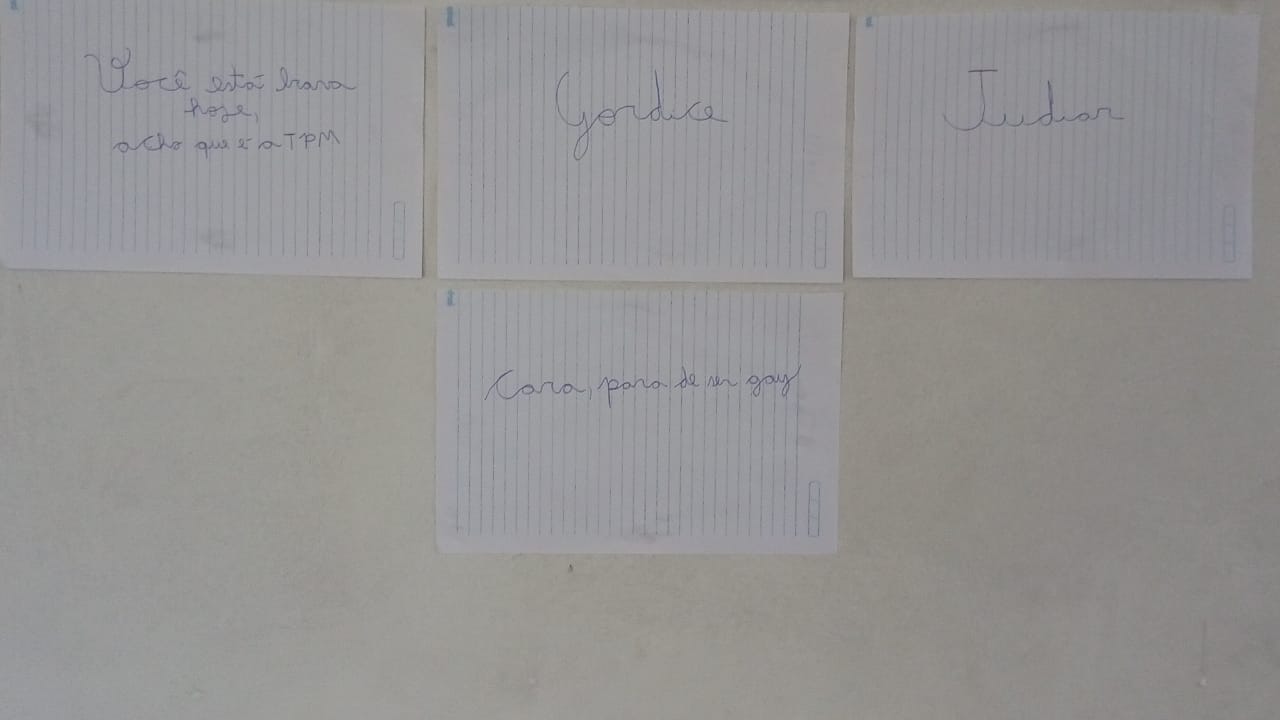 Você está brava
hoje,
acho que é a TPM
Gordice
Judiar
Cara, para de ser gay